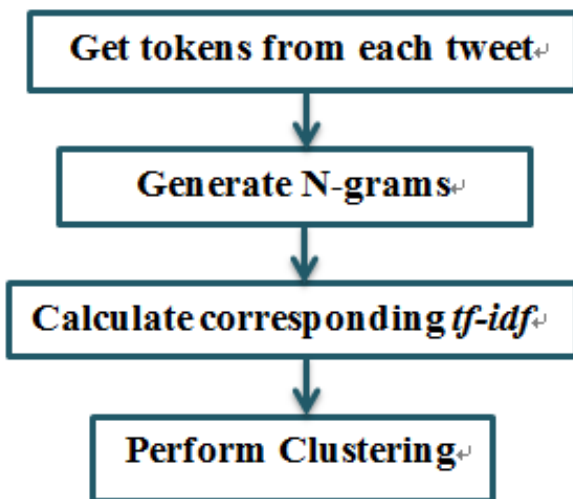 Get tokens from each tweet
Generate N-grams
Calculate corresponding tf-idf
Perform Clustering